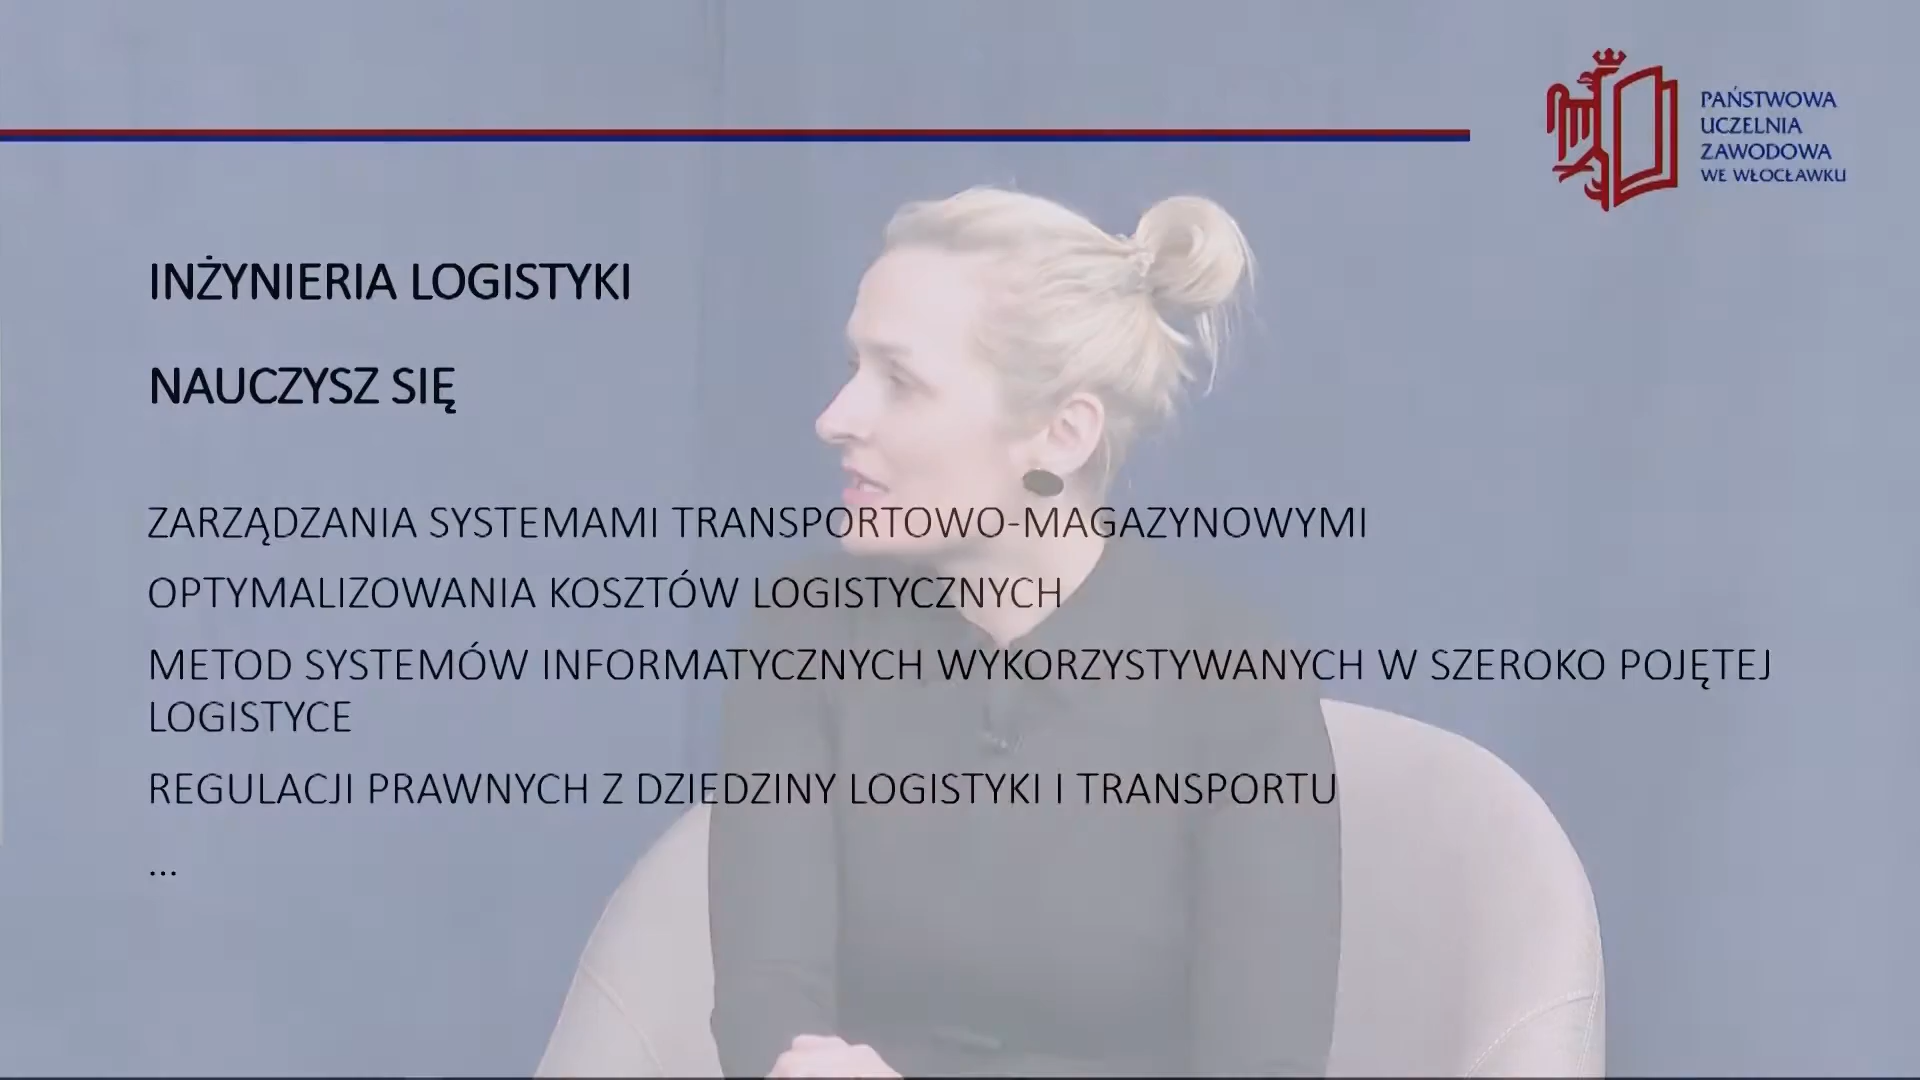 PAŃSTWOWA
UCZELNIA
ZAWODOWA
WE WŁOCŁAWKU
INŻYNIERIA LOGISTYKI
NAUCZYSZ SIĘ
ZARZĄDZANIA SYSTEMAMI TRANSPORTOWO-MAGAZYNOWYMI
OPTYMALIZOWANIA KOSZTÓW LOGISTYCZNYCH
METOD SYSTEMÓW INFORMATYCZNYCH WYKORZYSTYWANYCH W SZEROKO POJĘTEJ
LOGISTYCE
REGULACJI PRAWNYCH Z DZIEDZINY LOGISTYKI I TRANSPORTU
...